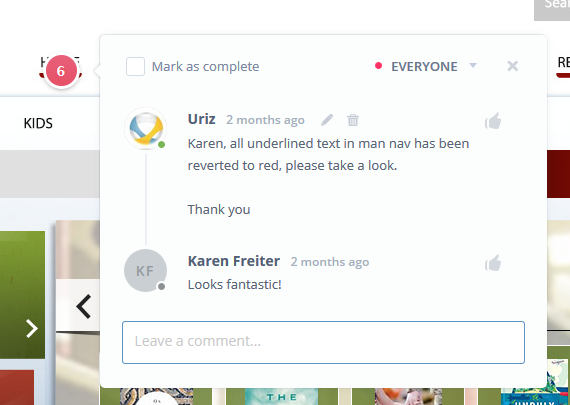 Sea
6
Mark as complete
EVERYONE
RE
KIDS
Uriz 2 months ago
Karen, all underlined text in man nav has been
reverted to red, please take a look.
Thank you
KF
Karen Freiter 2 months ago
Looks fantastic!
Leave a comment...
THE